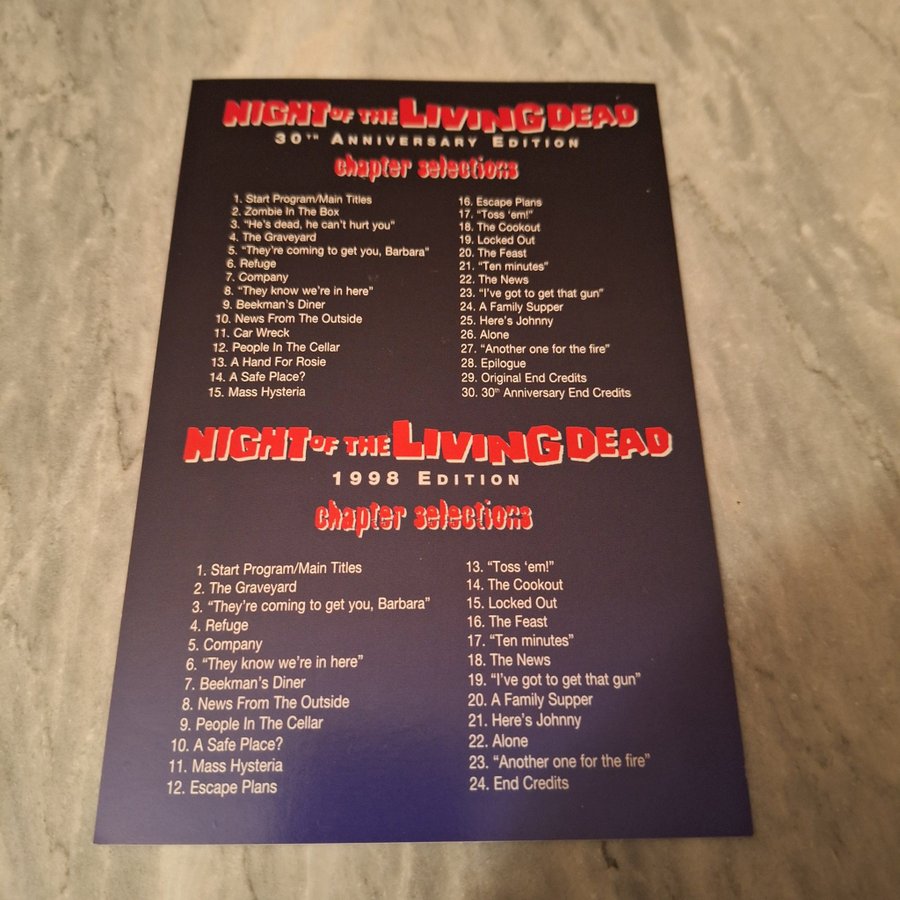 NIGHT OF THE LIVING DEAD
30TH ANNIVERSARY EDITION
chapter selections
1. Start Program/Main Titles
2. Zombie In The Box
3. “He’s dead, he can’t hurt you”
4. The Graveyard
5. “They’re coming to get you, Barbara”
6. Refuge
7. Company
8. “They know we’re in here”
9. Beekman’s Diner
10. News From The Outside
11. Car Wreck
12. People In The Cellar
13. A Hand For Rosie
14. A Safe Place?
15. Mass Hysteria
16. Escape Plans
17. “Toss ‘em!”
18. The Cookout
19. Locked Out
20. The Feast
21. “Ten minutes”
22. The News
23. “I’ve got to get that gun”
24. A Family Supper
25. Here’s Johnny
26. Alone
27. “Another one for the fire”
28. Epilogue
29. Original End Credits
30. 30th Anniversary End Credits
NIGHT OF THE LIVING DEAD
1998 EDITION
chapter selections
1. Start Program/Main Titles
2. The Graveyard
3. “They’re coming to get you, Barbara”
4. Refuge
5. Company
6. “They know we’re in here”
7. Beekman’s Diner
8. News From The Outside
9. People In The Cellar
10. A Safe Place?
11. Mass Hysteria
12. Escape Plans
13. “Toss ‘em!”
14. The Cookout
15. Locked Out
16. The Feast
17. “Ten minutes”
18. The News
19. “I’ve got to get that gun”
20. A Family Supper
21. Here’s Johnny
22. Alone
23. “Another one for the fire”
24. End Credits